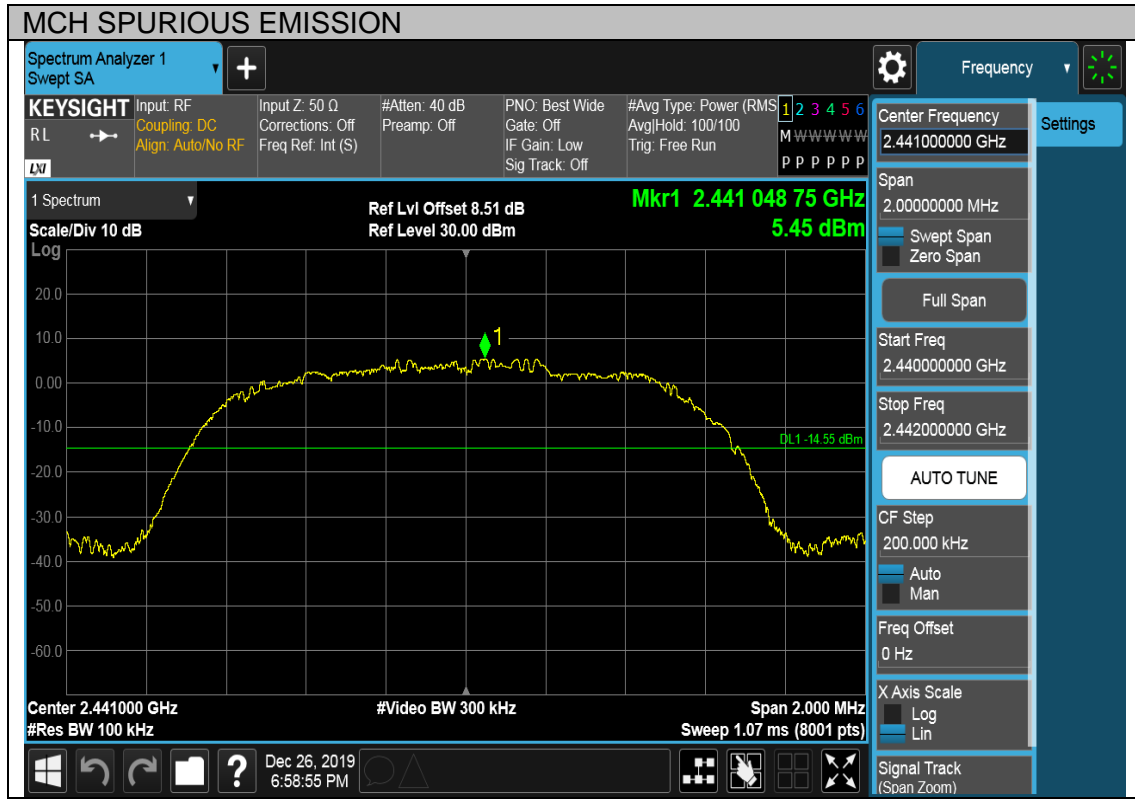 MCH SPURIOUS EMISSION
Spectrum Analyzer 1
Swept SA
Frequency
KEYSIGHT
R L
LXI
Input: RF
Coupling: DC
Align: Auto/No RF
Input Z: 50 Ω
Corrections: Off
Freq Ref: Int (S)
#Atten: 40 dB
Preamp: Off
PNO: Best Wide
Gate: Off
IF Gain: Low
Sig Track: Off
#Avg Type: Power (RMS
Avg|Hold: 100/100
Trig: Free Run
1 2 3 4 5 6
M W W W W W
P P P P P P
1 Spectrum
Scale/Div 10 dB
Log
Ref Lvl Offset 8.51 dB
Ref Level 30.00 dBm
Mkr1 2.441 048 75 GHz
5.45 dBm
20.0
10.0
0.00
-10.0
-20.0
-30.0
-40.0
-50.0
-60.0
1
DL1 -14.55 dBm
Center 2.441000 GHz
#Res BW 100 kHz
#Video BW 300 kHz
Span 2.000 MHz
Sweep 1.07 ms (8001 pts)
Dec 26, 2019
6:58:55 PM
Center Frequency
2.441000000 GHz
Settings
Span
2.00000000 MHz
Swept Span
Zero Span
Full Span
Start Freq
2.440000000 GHz
Stop Freq
2.442000000 GHz
AUTO TUNE
CF Step
200.000 kHz
Auto
Man
Freq Offset
0 Hz
X Axis Scale
Log
Lin
Signal Track
(Span Zoom)